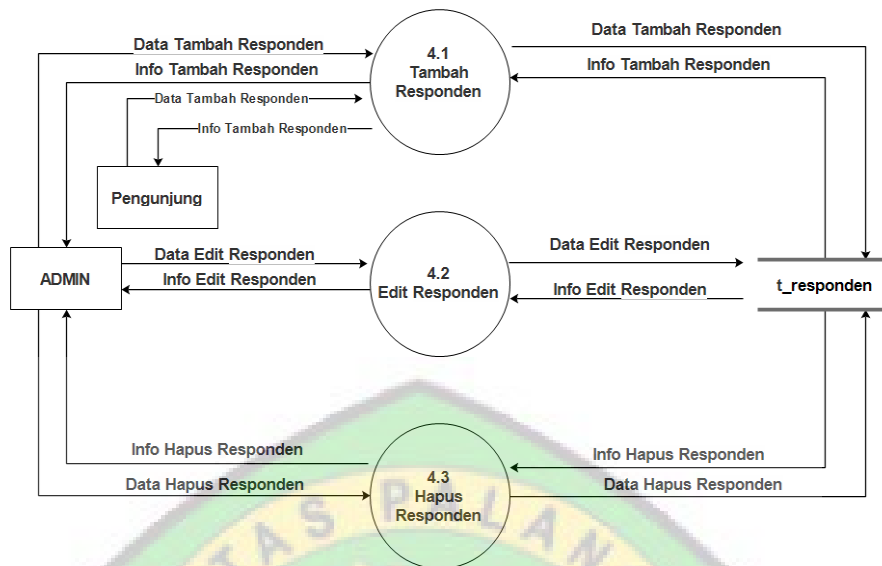 Data Tambah Responden
Info Tambah Responden
Data Tambah Responden
Info Tambah Responden
4.1
Tambah
Responden
Data Tambah Responden
Info Tambah Responden
Pengunjung
ADMIN
Data Edit Responden
Info Edit Responden
4.2
Edit Responden
Data Edit Responden
Info Edit Responden
t_responden
Info Hapus Responden
Data Hapus Responden
4.3
Hapus
Responden
Info Hapus Responden
Data Hapus Responden
TAS PALAN